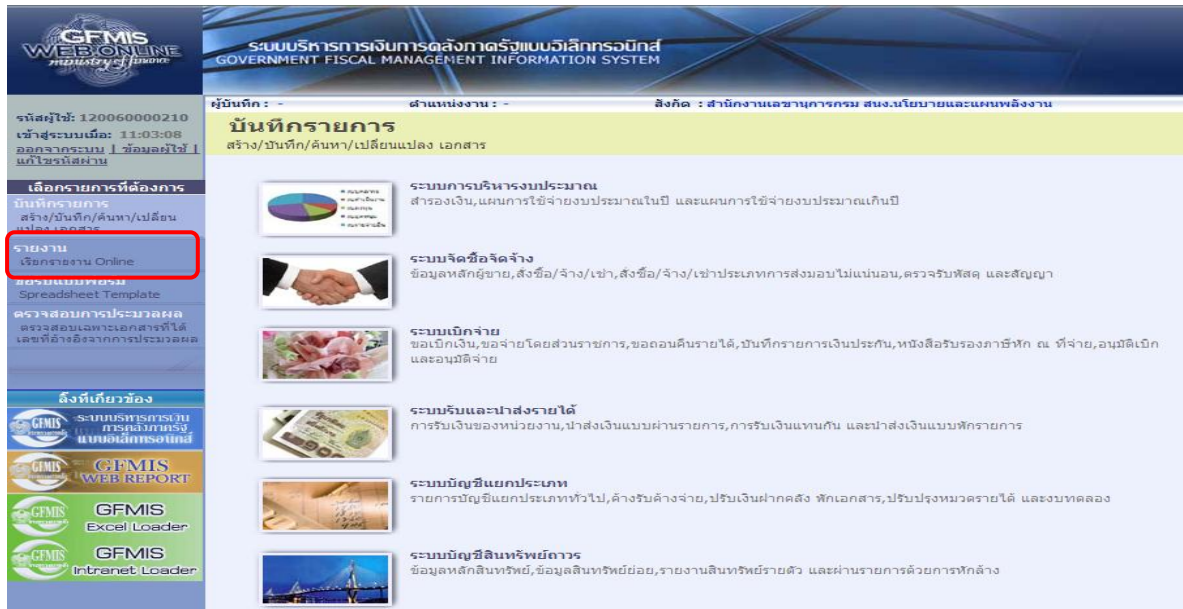 GFMIS
WEB ONLINE
ministry of finance
ระบบบริหารการเงินการคลังภาครัฐแบบอิเล็กทรอนิกส์
GOVERNMENT FISCAL MANAGEMENT INFORMATION SYSTEM
ผู้บันทึก : - ตำแหน่งงาน : - สังกัด : สำนักงานเลขานุการกรม สนง.นโยบายและแผนพลังงาน
รหัสผู้ใช้: 120060000210
เข้าสู่ระบบเมื่อ: 11:03:08
ออกจากระบบ | ข้อมูลผู้ใช้ |
แก้ไขรหัสผ่าน
เลือกรายการที่ต้องการ
บันทึกรายการ
สร้าง/บันทึก/ค้นหา/เปลี่ยน
แปลง เอกสาร
รายงาน
เรียกรายงาน Online
ขอรับแบบฟอร์ม
Spreadsheet Template
ตรวจสอบการประมวลผล
ตรวจสอบเฉพาะเอกสารที่ได้
เลขที่อ้างอิงจากการประมวลผล
ลิ้งที่เกี่ยวข้อง
GFMIS ระบบบริหารการเงิน
การคลังภาครัฐ
แบบอิเล็กทรอนิกส์
GFMIS GFMIS
WEB REPORT
GFMIS GFMIS
Excel Loader
GFMIS GFMIS
Intranet Loader
บันทึกรายการ
สร้าง/บันทึก/ค้นหา/เปลี่ยนแปลง เอกสาร
ระบบการบริหารงบประมาณ
สำรองเงิน,แผนการใช้จ่ายงบประมาณในปี และแผนการใช้จ่ายงบประมาณเกินปี
ระบบจัดซื้อจัดจ้าง
ข้อมูลหลักผู้ขาย,สั่งซื้อ/จ้าง/เช่า,สั่งซื้อ/จ้าง/เช่าประเภทการส่งมอบไม่แน่นอน,ตรวจรับพัสดุ และสัญญา
ระบบเบิกจ่าย
ขอเบิกเงิน,ขอจ่ายโดยส่วนราชการ,ขอถอนคืนรายได้,บันทึกรายการเงินประกัน,หนังสือรับรองภาษีหัก ณ ที่จ่าย,อนุมัติเบิก
และอนุมัติจ่าย
ระบบรับและนำส่งรายได้
การรับเงินของหน่วยงาน,นำส่งเงินแบบผ่านรายการ,การรับเงินแทนกัน และนำส่งเงินแบบพักรายการ
ระบบบัญชีแยกประเภท
รายการบัญชีแยกประเภททั่วไป,ค้างรับค้างจ่าย,ปรับเงินฝากคลัง พักเอกสาร,ปรับปรุงหมวดรายได้ และงบทดลอง
ระบบบัญชีสินทรัพย์ถาวร
ข้อมูลหลักสินทรัพย์,ข้อมูลสินทรัพย์ย่อย,รายงานสินทรัพย์รายตัว และผ่านรายการด้วยการหักล้าง